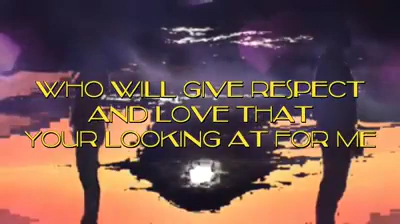 WHO WILL GIVE RESPECT
AND LOVE THAT
YOUR LOOKING AT FOR ME